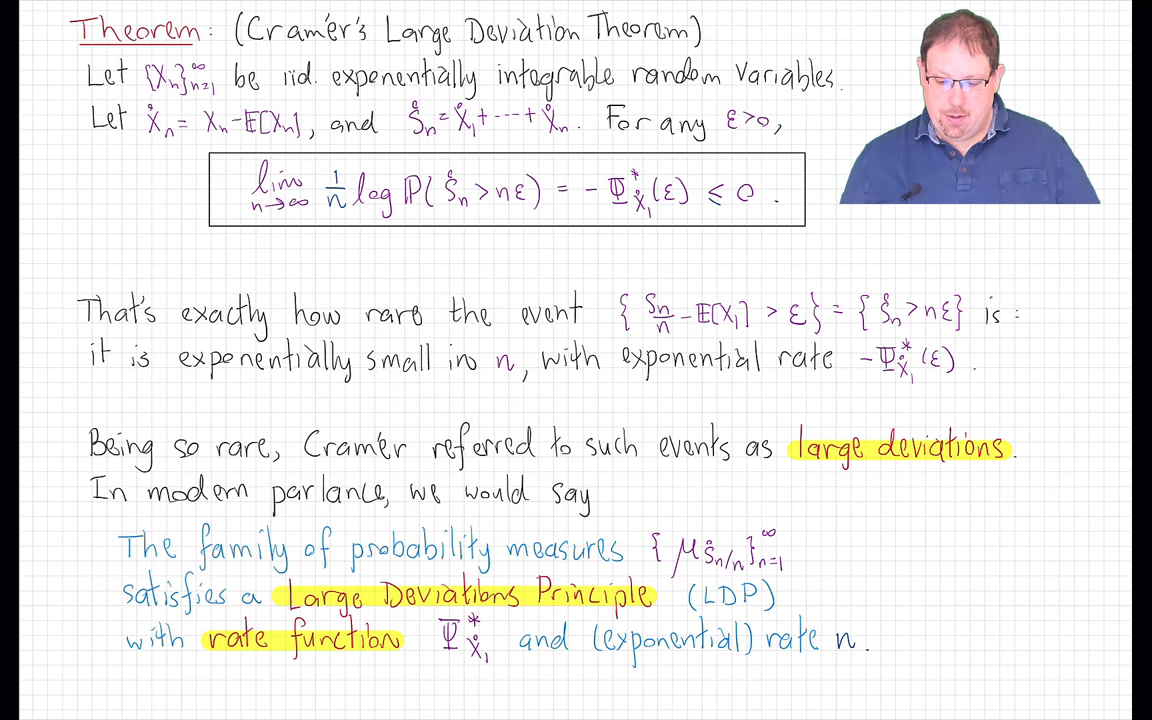 Theorem: (Cramér's Large Deviation Theorem)
Let {Xₙ}ₙ₌₁^∞ be iid. exponentially integrable random variables.
Let X̊ₙ = Xₙ - 𝔼[Xₙ], and S̊ₙ = X̊₁ + ⋯ + X̊ₙ. For any ε>0,
lim_{n→∞} 1/n log ℙ(S̊ₙ > nε) = - Ψ*_{X̊₁}(ε) ≤ 0.
That's exactly how rare the event { Sₙ/n - 𝔼[X₁] > ε } = { S̊ₙ > nε } is:
it is exponentially small in n, with exponential rate -Ψ*_{X̊₁}(ε).
Being so rare, Cramér referred to such events as large deviations.
In modern parlance, we would say
The family of probability measures { μ_{S̊ₙ/n} }ₙ₌₁^∞
satisfies a Large Deviations Principle (LDP)
with rate function Ψ*_{X̊₁} and (exponential) rate n.